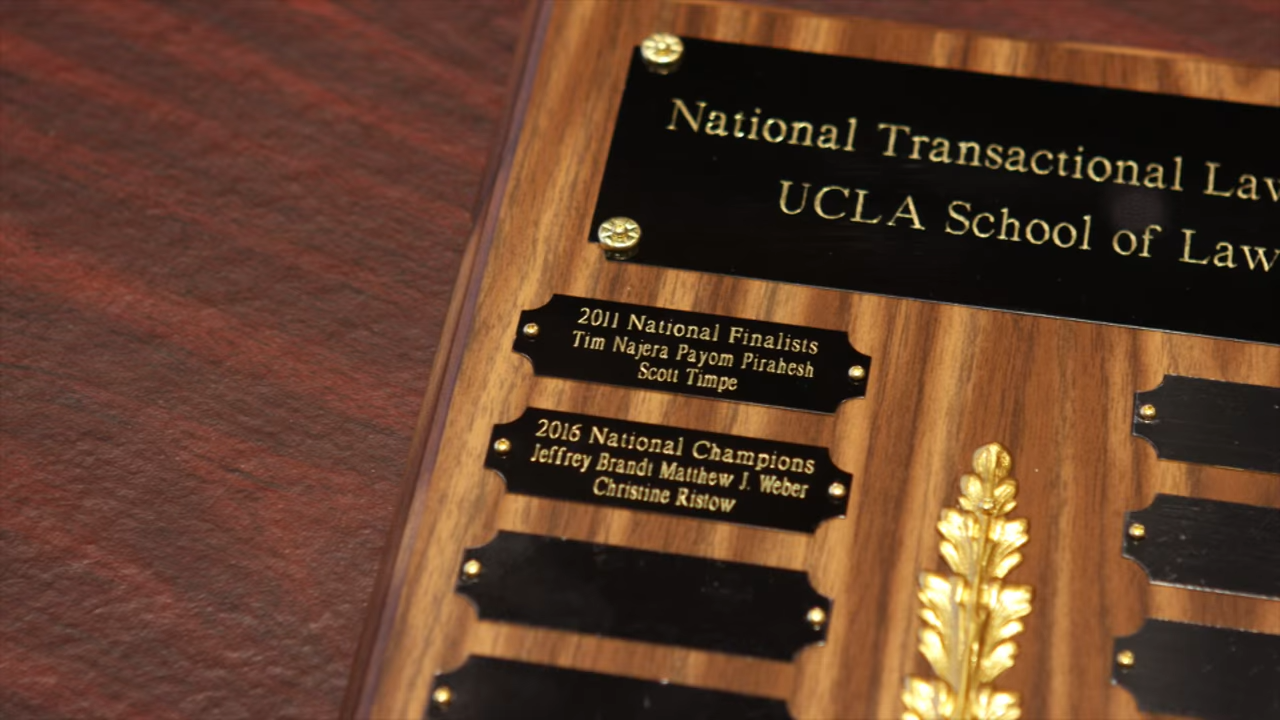 National Transactional Law
UCLA School of Law
2011 National Finalists
Tim Najera Payom Pirahesh
Scott Timpe
2016 National Champions
Jeffrey Brandt Matthew J. Weber
Christine Ristow